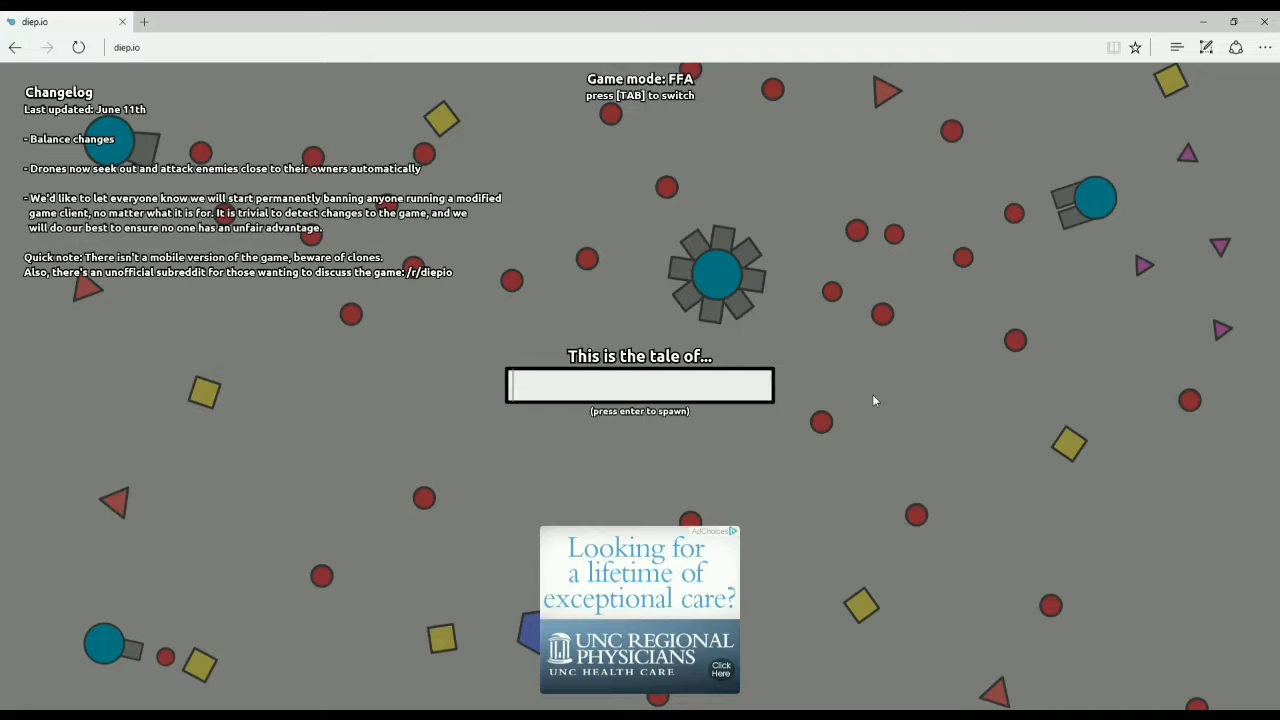 diep.io
diep.io
Changelog
Last updated: June 11th
- Balance changes
- Drones now seek out and attack enemies close to their owners automatically
- We'd like to let everyone know we will start permanently banning anyone running a modified
game client, no matter what it is for. It is trivial to detect changes to the game, and we
will do our best to ensure no one has an unfair advantage.
Quick note: There isn't a mobile version of the game, beware of clones.
Also, there's an unofficial subreddit for those wanting to discuss the game: /r/diepio
Game mode: FFA
press [TAB] to switch
This is the tale of...
(press enter to spawn)
AdChoices
Looking for
a lifetime of
exceptional care?
UNC REGIONAL
PHYSICIANS
UNC HEALTH CARE
Click
Here